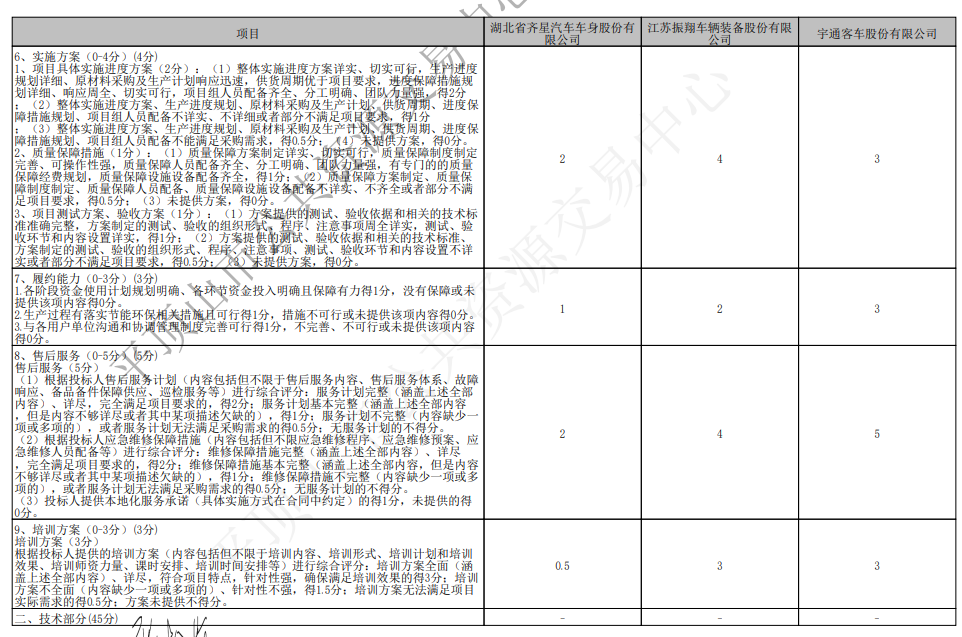 项目
湖北省齐星汽车车身股份有
限公司
江苏振翔车辆装备股份有限
公司
宇通客车股份有限公司
6、实施方案（0-4分）(4分)
1、项目具体实施进度方案（2分）；（1）整体实施进度方案详实、切实可行，生产进度
规划详细、原材料采购及生产计划响应迅速，供货周期优于项目要求，进度保障措施规
划详细、响应周全、切实可行，项目组人员配备齐全、分工明确、团队力量强，得2分
；（2）整体实施进度方案、生产进度规划、原材料采购及生产计划、供货周期、进度保
障措施规划、项目组人员配备不详实、不详细或者部分不满足项目要求，得1分
；（3）整体实施进度方案、生产进度规划、原材料采购及生产计划、供货周期、进度保
障措施规划、项目组人员配备不能满足采购需求，得0.5分；（4）未提供方案，得0分。
2、质量保障措施（1分）；（1）质量保障方案制定详实、切实可行，质量保障制度制定
完善、可操作性强，质量保障人员配备齐全、分工明确、团队力量强，有专门的的质量
保障经费规划，质量保障设施设备配备齐全，得1分；（2）质量保障方案制定、质量保
障制度制定、质量保障人员配备、质量保障设施设备配备不详实、不齐全或者部分不满
足项目要求，得0.5分；（3）未提供方案，得0分。
3、项目测试方案、验收方案（1分）；（1）方案提供的测试、验收依据和相关的技术标
准准确完整，方案制定的测试、验收的组织形式、程序、注意事项周全详实，测试、验
收环节和内容设置详实，得1分；（2）方案提供的测试、验收依据和相关的技术标准、
方案制定的测试、验收的组织形式、程序、注意事项、测试、验收环节和内容设置不详
实或者部分不满足项目要求，得0.5分；（3）未提供方案，得0分。
2
4
3
7、履约能力（0-3分）(3分)
1.各阶段资金使用计划规划明确、各环节资金投入明确且保障有力得1分，没有保障或未
提供该项内容得0分。
2.生产过程有落实节能环保相关措施且可行得1分，措施不可行或未提供该项内容得0分。
3.与各用户单位沟通和协调管理制度完善可行得1分，不完善、不可行或未提供该项内容
得0分。
1
2
3
8、售后服务（0-5分）(5分)
售后服务（5分）
（1）根据投标人售后服务计划（内容包括但不限于售后服务内容、售后服务体系、故障
响应、备品备件保障供应、巡检服务等）进行综合评分：服务计划完整（涵盖上述全部
内容）、详尽，完全满足项目要求的，得2分；服务计划基本完整（涵盖上述全部内容
，但是内容不够详尽或者其中某项描述欠缺的），得1分；服务计划不完整（内容缺少一
项或多项的），或者服务计划无法满足采购需求的得0.5分；无服务计划的不得分。
（2）根据投标人应急维修保障措施（内容包括但不限应急维修程序、应急维修预案、应
急维修人员配备等）进行综合评分：维修保障措施完整（涵盖上述全部内容）、详尽
，完全满足项目要求的，得2分；维修保障措施基本完整（涵盖上述全部内容，但是内容
不够详尽或者其中某项描述欠缺的），得1分；维修保障措施不完整（内容缺少一项或多
项的），或者服务计划无法满足采购需求的得0.5分；无服务计划的不得分。
（3）投标人提供本地化服务承诺（具体实施方式在合同中约定）的得1分，未提供的得
0分。
2
4
5
9、培训方案（0-3分）(3分)
培训方案（3分）
根据投标人提供的培训方案（内容包括但不限于培训内容、培训形式、培训计划和培训
效果、培训师资力量、课时安排、培训时间安排等）进行综合评分：培训方案全面（涵
盖上述全部内容）、详尽，符合项目特点，针对性强，确保满足培训效果的得3分；培训
方案不全面（内容缺少一项或多项的）、针对性不强，得1.5分；培训方案无法满足项目
实际需求的得0.5分；方案未提供不得分。
0.5
3
3
二、技术部分(45分)
-
-
-